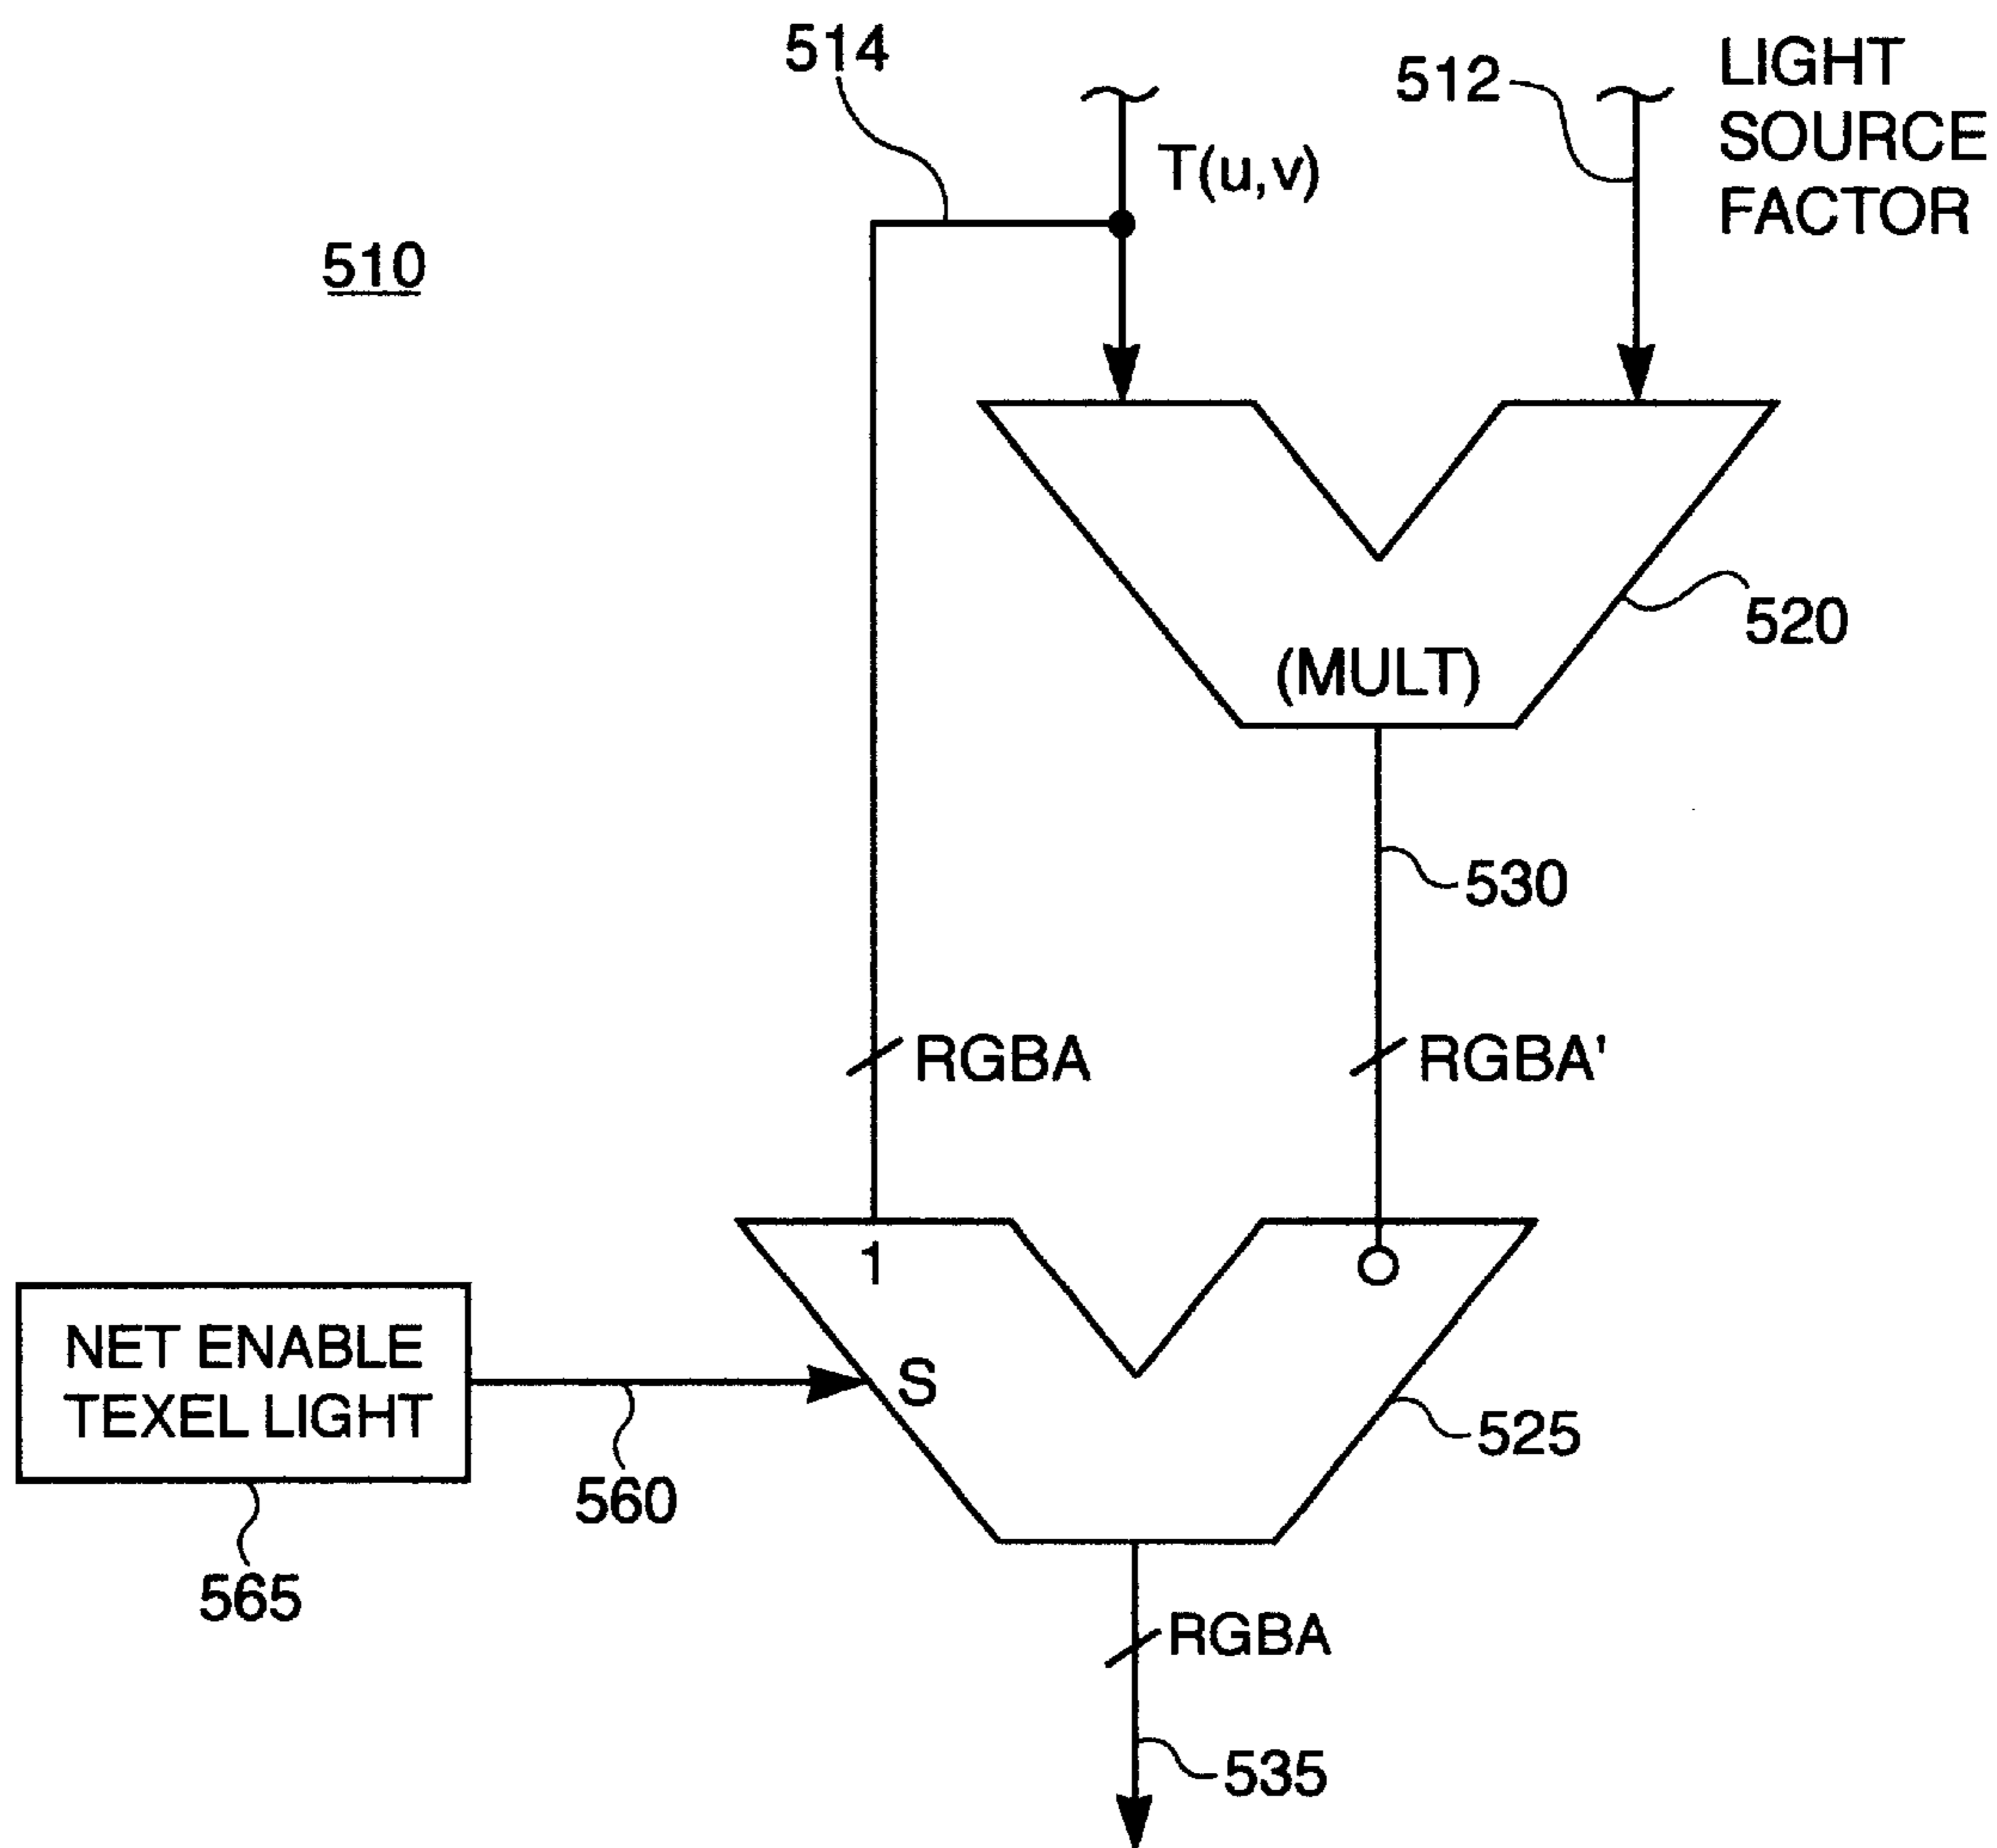 514
512
LIGHT
SOURCE
FACTOR
T(u,v)
510
520
(MULT)
530
RGBA
RGBA'
1
O
NET ENABLE
TEXEL LIGHT
S
525
560
565
RGBA
535